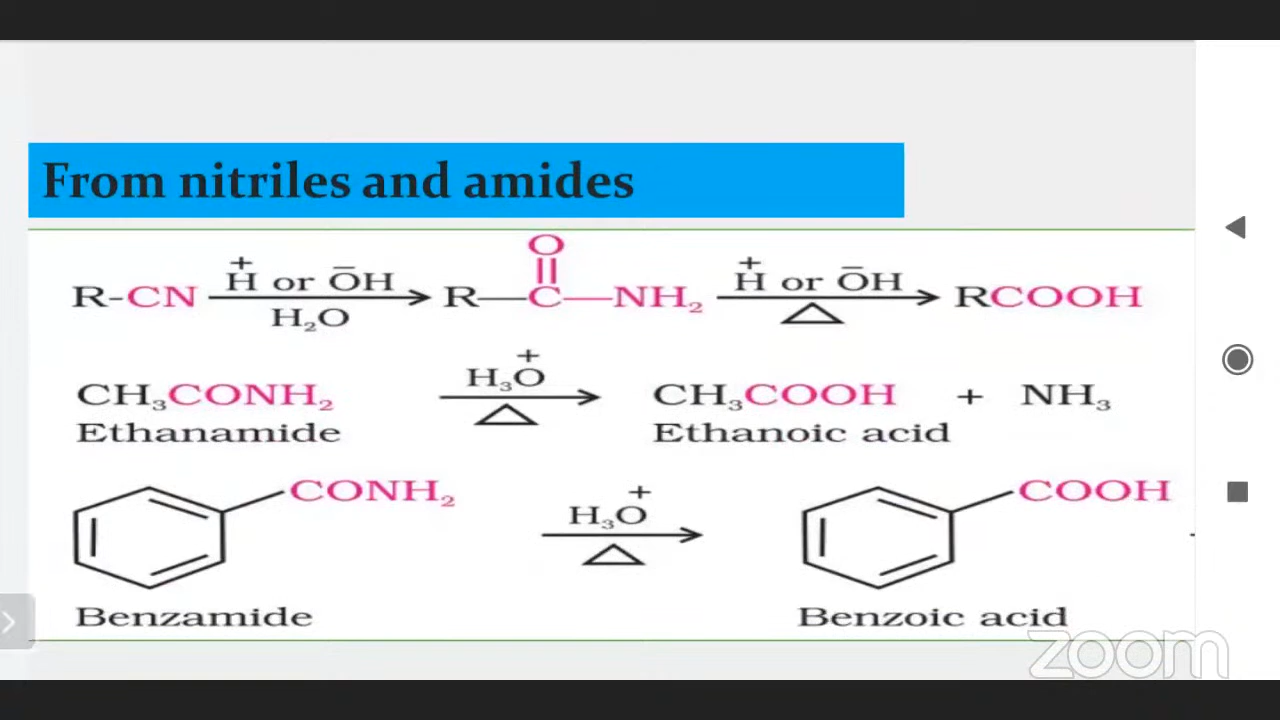 From nitriles and amides
R-CN H⁺ or ŌH H₂O R—C(=O)—NH₂ H⁺ or ŌH △ RCOOH
CH₃CONH₂ H₃O⁺ △ CH₃COOH + NH₃
Ethanamide Ethanoic acid
CONH₂ H₃O⁺ △ COOH
Benzamide Benzoic acid
zoom